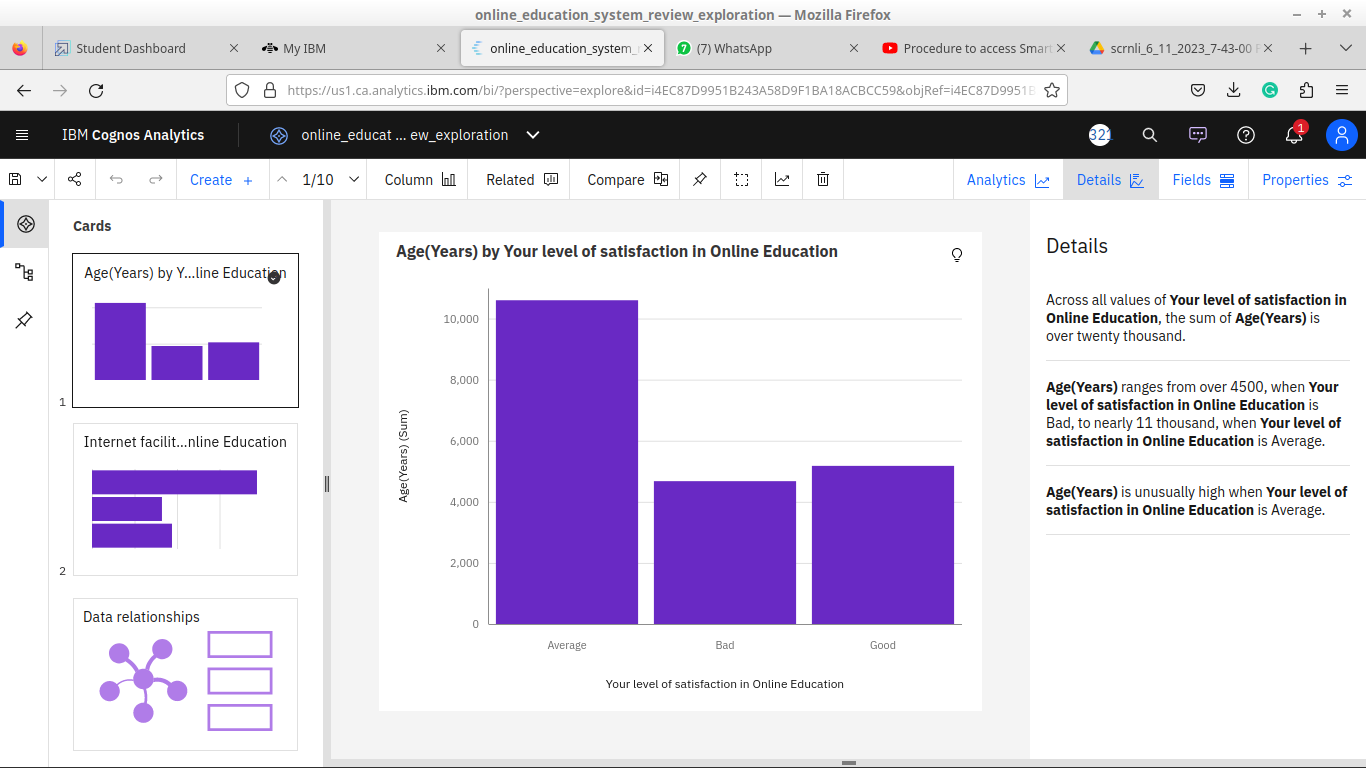 online_education_system_review_exploration — Mozilla Firefox
Student Dashboard
My IBM
online_education_system_
(7) WhatsApp
Procedure to access Smar
scrnli_6_11_2023_7-43-00
https://us1.ca.analytics.ibm.com/bi/?perspective=explore&id=i4EC87D9951B243A58D9F1BA18ACBCC59&objRef=i4EC87D9951B
IBM Cognos Analytics
online_educat ... ew_exploration
321
1
Create +
1/10
Column
Related
Compare
Analytics
Details
Fields
Properties
Cards
Age(Years) by Y...line Education
1
Internet facilit...nline Education
2
Data relationships
Age(Years) by Your level of satisfaction in Online Education
Age(Years) (Sum)
10,000
8,000
6,000
4,000
2,000
0
Average
Bad
Good
Your level of satisfaction in Online Education
Details
Across all values of Your level of satisfaction in
Online Education, the sum of Age(Years) is
over twenty thousand.
Age(Years) ranges from over 4500, when Your
level of satisfaction in Online Education is
Bad, to nearly 11 thousand, when Your level of
satisfaction in Online Education is Average.
Age(Years) is unusually high when Your level of
satisfaction in Online Education is Average.